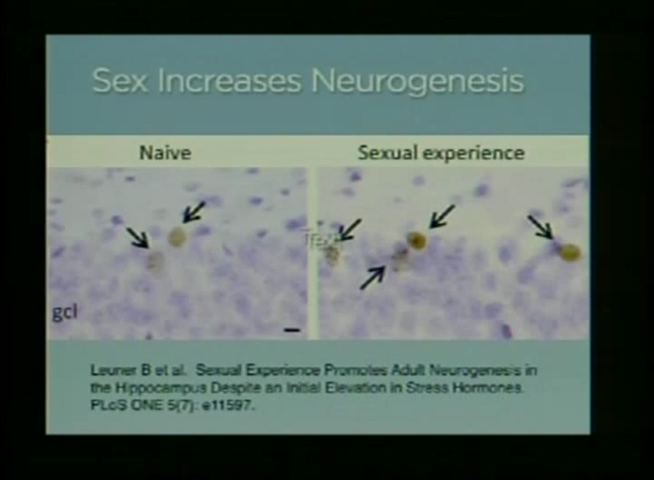 Sex Increases Neurogenesis
Naive
Sexual experience
Text
gcl
Leuner B et al. Sexual Experience Promotes Adult Neurogenesis in
the Hippocampus Despite an Initial Elevation in Stress Hormones.
PLoS ONE 5(7): e11597.